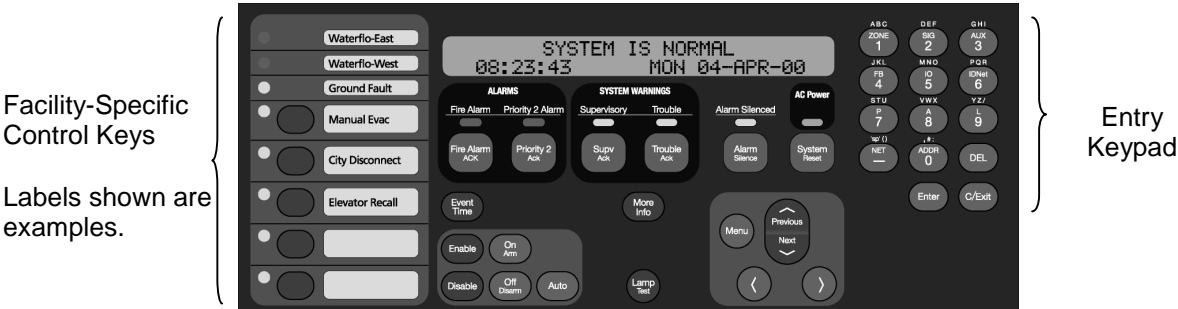 Facility-Specific
Control Keys
Labels shown are
examples.
Waterflo-East
Waterflo-West
Ground Fault
Manual Evac
City Disconnect
Elevator Recall
SYSTEM IS NORMAL
08:23:43 MON 04-APR-00
ALARMS
Fire Alarm Priority 2 Alarm
Fire Alarm
ACK
Priority 2
Ack
SYSTEM WARNINGS
Supervisory Trouble
Supv
Ack
Trouble
Ack
Alarm Silenced
Alarm
Silence
AC Power
System
Reset
Event
Time
More
Info
Enable
On
Arm
Disable
Off
Disarm
Auto
Lamp
Test
Menu
Previous
Next
‹ ›
ABC DEF GHI
ZONE
1
SIG
2
AUX
3
JKL MNO PQR
FB
4
IO
5
IDNet
6
STU VWX YZ/
P
7
A
8
L
9
'sp' ( ) , # :
NET
—
ADDR
0
DEL
Enter
C/Exit
Entry
Keypad